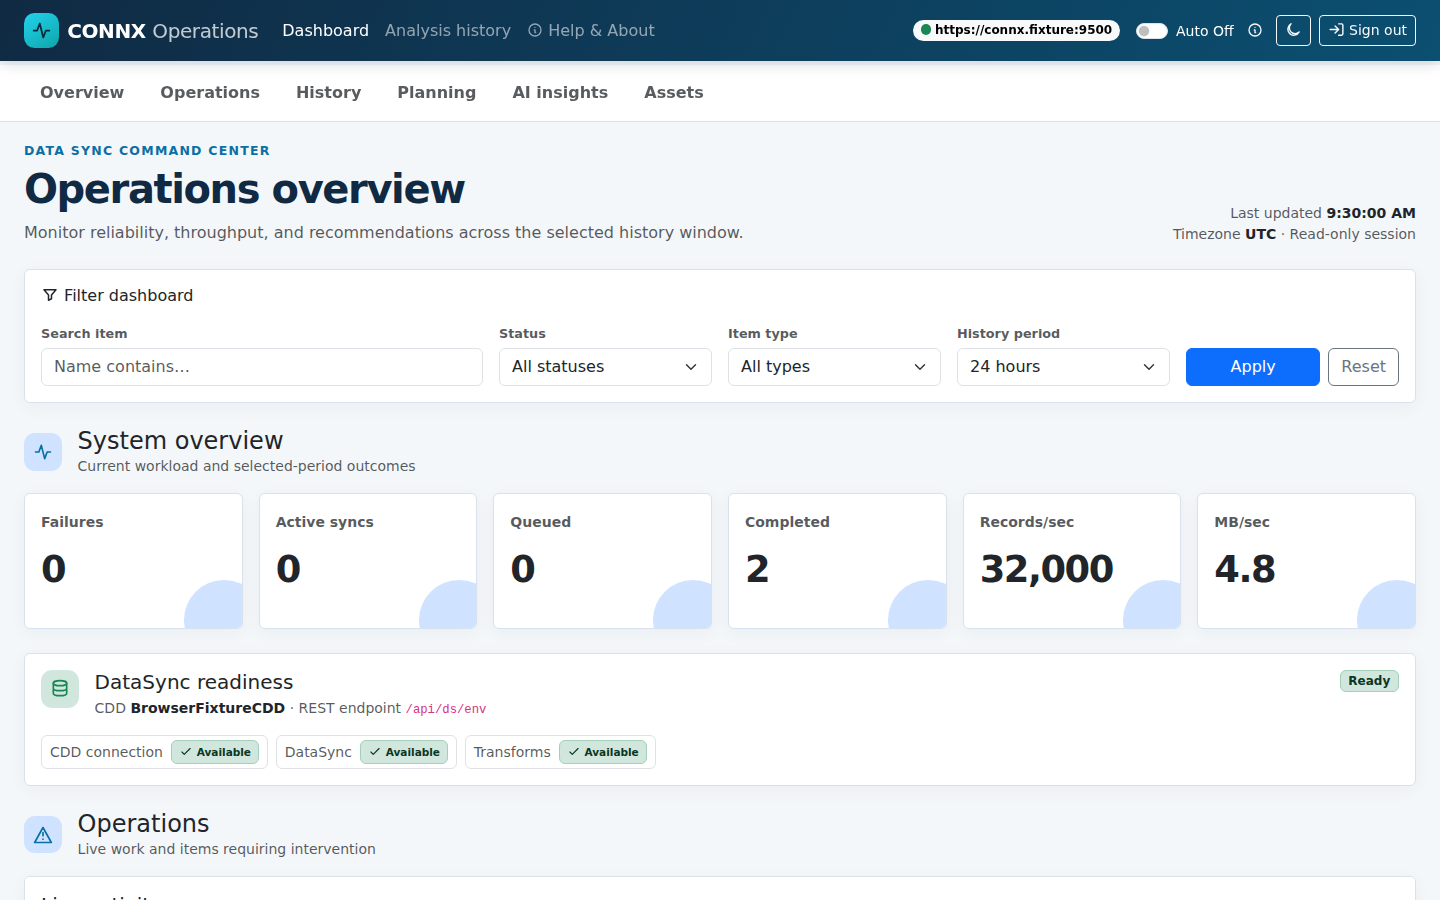 CONNX Operations Dashboard Analysis history Help & About https://connx.fixture:9500 Auto Off Sign out
Overview Operations History Planning AI insights Assets
DATA SYNC COMMAND CENTER
Operations overview
Monitor reliability, throughput, and recommendations across the selected history window.
Last updated 9:30:00 AM
Timezone UTC · Read-only session
Filter dashboard
Search item Status Item type History period
Name contains... All statuses All types 24 hours Apply Reset
System overview
Current workload and selected-period outcomes
Failures Active syncs Queued Completed Records/sec MB/sec
0 0 0 2 32,000 4.8
DataSync readiness Ready
CDD BrowserFixtureCDD · REST endpoint /api/ds/env
CDD connection Available DataSync Available Transforms Available
Operations
Live work and items requiring intervention